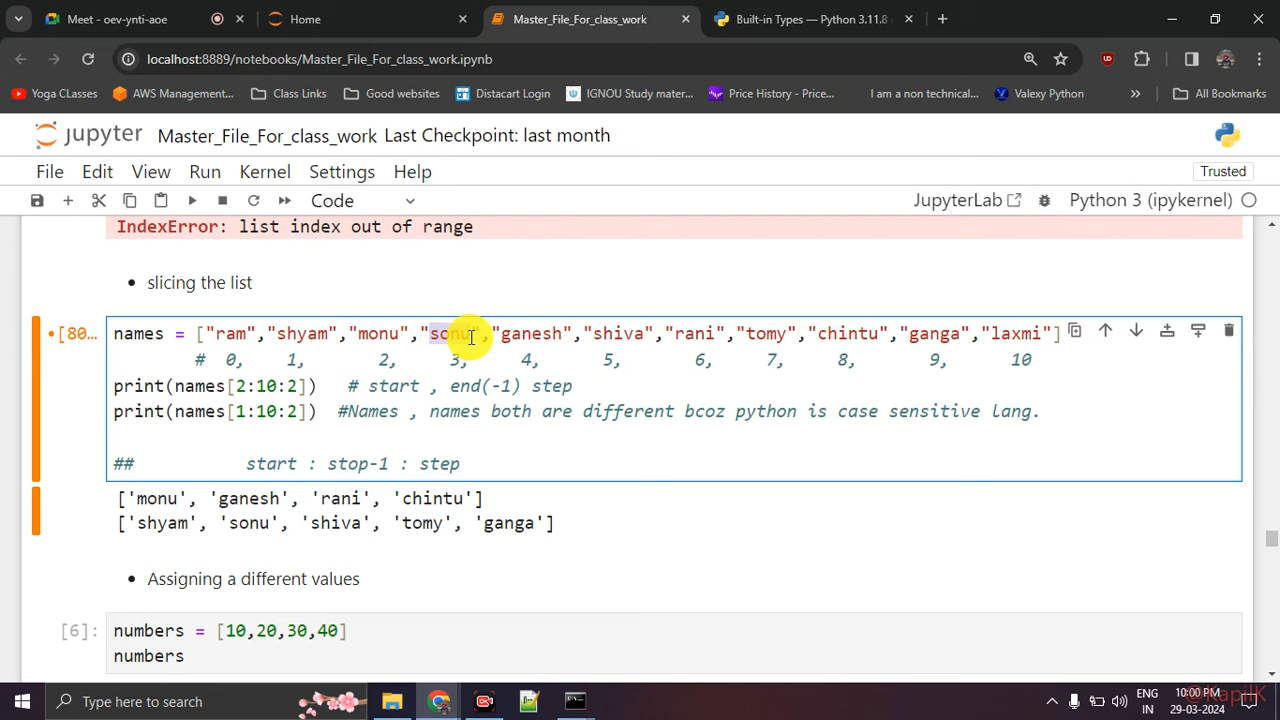 Meet - oev-ynti-aoe
Home
Master_File_For_class_work
Built-in Types — Python 3.11.8
localhost:8889/notebooks/Master_File_For_class_work.ipynb
Yoga Classes
AWS Management...
Class Links
Good websites
Distacart Login
IGNOU Study mater...
Price History - Price...
I am a non technical...
Valexy Python
»
All Bookmarks
jupyter Master_File_For_class_work Last Checkpoint: last month
File Edit View Run Kernel Settings Help
Trusted
Code
JupyterLab
Python 3 (ipykernel)
IndexError: list index out of range
• slicing the list
[80...
names = ["ram","shyam","monu","sonu","ganesh","shiva","rani","tomy","chintu","ganga","laxmi"]
# 0, 1, 2, 3, 4, 5, 6, 7, 8, 9, 10
print(names[2:10:2]) # start , end(-1) step
print(names[1:10:2]) #Names , names both are different bcoz python is case sensitive lang.
## start : stop-1 : step
['monu', 'ganesh', 'rani', 'chintu']
['shyam', 'sonu', 'shiva', 'tomy', 'ganga']
• Assigning a different values
[6]:
numbers = [10,20,30,40]
numbers
Type here to search
ENG
IN
10:00 PM
29-03-2024
@KapilK